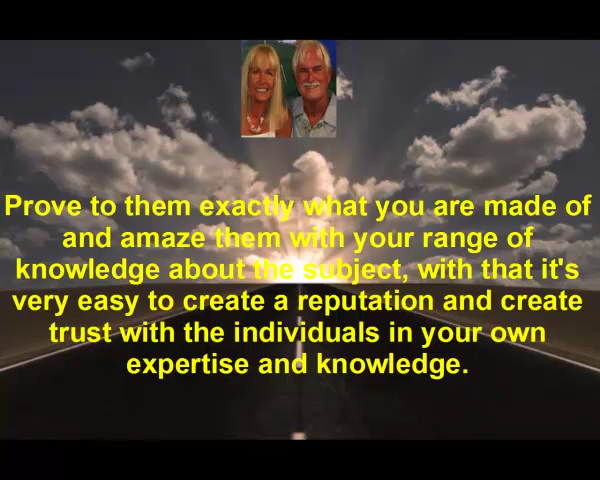 Prove to them exactly what you are made of
and amaze them with your range of
knowledge about the subject, with that it's
very easy to create a reputation and create
trust with the individuals in your own
expertise and knowledge.